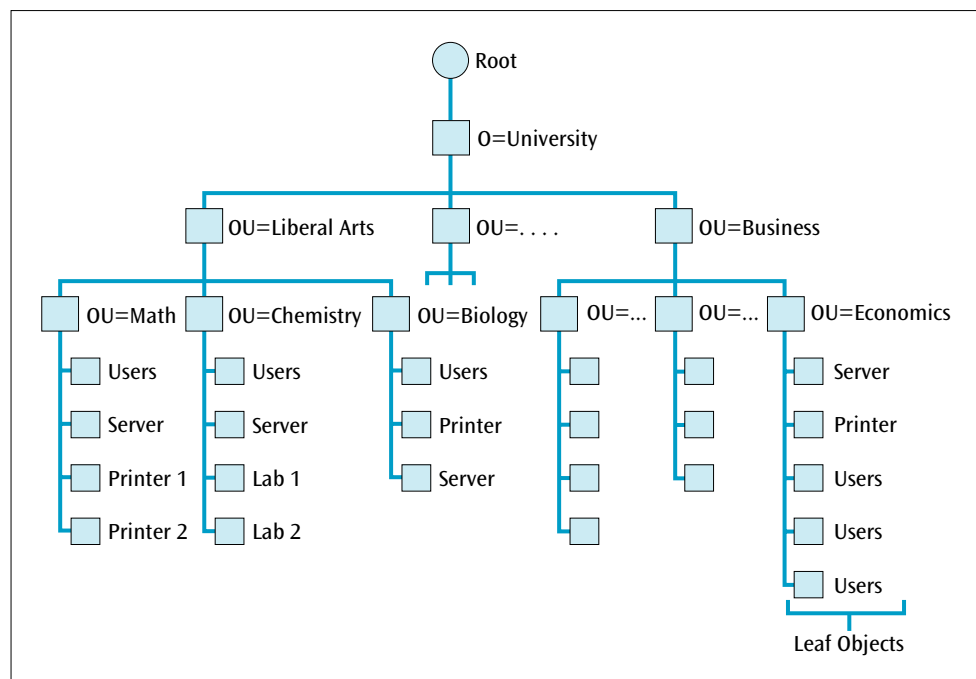 Root
O=University
OU=Liberal Arts
OU=. . . .
OU=Business
OU=Math
OU=Chemistry
OU=Biology
OU=...
OU=...
OU=Economics
Users
Users
Users
Server
Server
Server
Printer
Printer
Printer 1
Lab 1
Server
Users
Printer 2
Lab 2
Users
Users
Leaf Objects